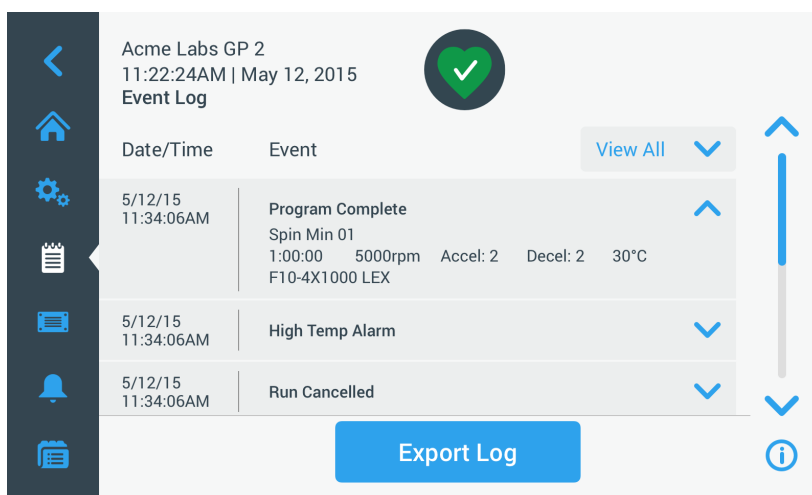 Acme Labs GP 2
11:22:24AM | May 12, 2015
Event Log
Date/Time Event View All
5/12/15
11:34:06AM
Program Complete
Spin Min 01
1:00:00 5000rpm Accel: 2 Decel: 2 30°C
F10-4X1000 LEX
5/12/15
11:34:06AM
High Temp Alarm
5/12/15
11:34:06AM
Run Cancelled
Export Log